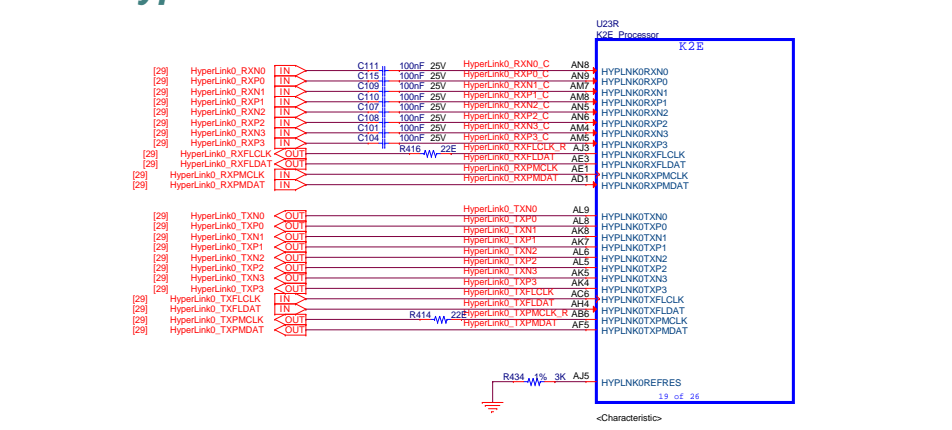 U23R
K2E_Processor
K2E
[29] HyperLink0_RXN0 IN C111 100nF 25V HyperLink0_RXN0_C AN8 HYPLNK0RXN0
[29] HyperLink0_RXP0 IN C115 100nF 25V HyperLink0_RXP0_C AN9 HYPLNK0RXP0
[29] HyperLink0_RXN1 IN C109 100nF 25V HyperLink0_RXN1_C AM7 HYPLNK0RXN1
[29] HyperLink0_RXP1 IN C110 100nF 25V HyperLink0_RXP1_C AM8 HYPLNK0RXP1
[29] HyperLink0_RXN2 IN C107 100nF 25V HyperLink0_RXN2_C AN5 HYPLNK0RXN2
[29] HyperLink0_RXP2 IN C108 100nF 25V HyperLink0_RXP2_C AN6 HYPLNK0RXP2
[29] HyperLink0_RXN3 IN C101 100nF 25V HyperLink0_RXN3_C AM4 HYPLNK0RXN3
[29] HyperLink0_RXP3 IN C104 100nF 25V HyperLink0_RXP3_C AM5 HYPLNK0RXP3
[29] HyperLink0_RXFLCLK OUT R416 22E HyperLink0_RXFLCLK_R AJ3 HYPLNK0RXFLCLK
[29] HyperLink0_RXFLDAT OUT HyperLink0_RXFLDAT AE3 HYPLNK0RXFLDAT
[29] HyperLink0_RXPMCLK IN HyperLink0_RXPMCLK AE1 HYPLNK0RXPMCLK
[29] HyperLink0_RXPMDAT IN HyperLink0_RXPMDAT AD1 HYPLNK0RXPMDAT
[29] HyperLink0_TXN0 OUT HyperLink0_TXN0 AL9 HYPLNK0TXN0
[29] HyperLink0_TXP0 OUT HyperLink0_TXP0 AL8 HYPLNK0TXP0
[29] HyperLink0_TXN1 OUT HyperLink0_TXN1 AK8 HYPLNK0TXN1
[29] HyperLink0_TXP1 OUT HyperLink0_TXP1 AK7 HYPLNK0TXP1
[29] HyperLink0_TXN2 OUT HyperLink0_TXN2 AL6 HYPLNK0TXN2
[29] HyperLink0_TXP2 OUT HyperLink0_TXP2 AL5 HYPLNK0TXP2
[29] HyperLink0_TXN3 OUT HyperLink0_TXN3 AK5 HYPLNK0TXN3
[29] HyperLink0_TXP3 OUT HyperLink0_TXP3 AK4 HYPLNK0TXP3
[29] HyperLink0_TXFLCLK IN HyperLink0_TXFLCLK AC6 HYPLNK0TXFLCLK
[29] HyperLink0_TXFLDAT IN HyperLink0_TXFLDAT AH4 HYPLNK0TXFLDAT
[29] HyperLink0_TXPMCLK OUT R414 22E HyperLink0_TXPMCLK_R AB6 HYPLNK0TXPMCLK
[29] HyperLink0_TXPMDAT OUT HyperLink0_TXPMDAT AF5 HYPLNK0TXPMDAT
R434 1% 3K AJ5 HYPLNK0REFRES
19 of 26
<Characteristic>